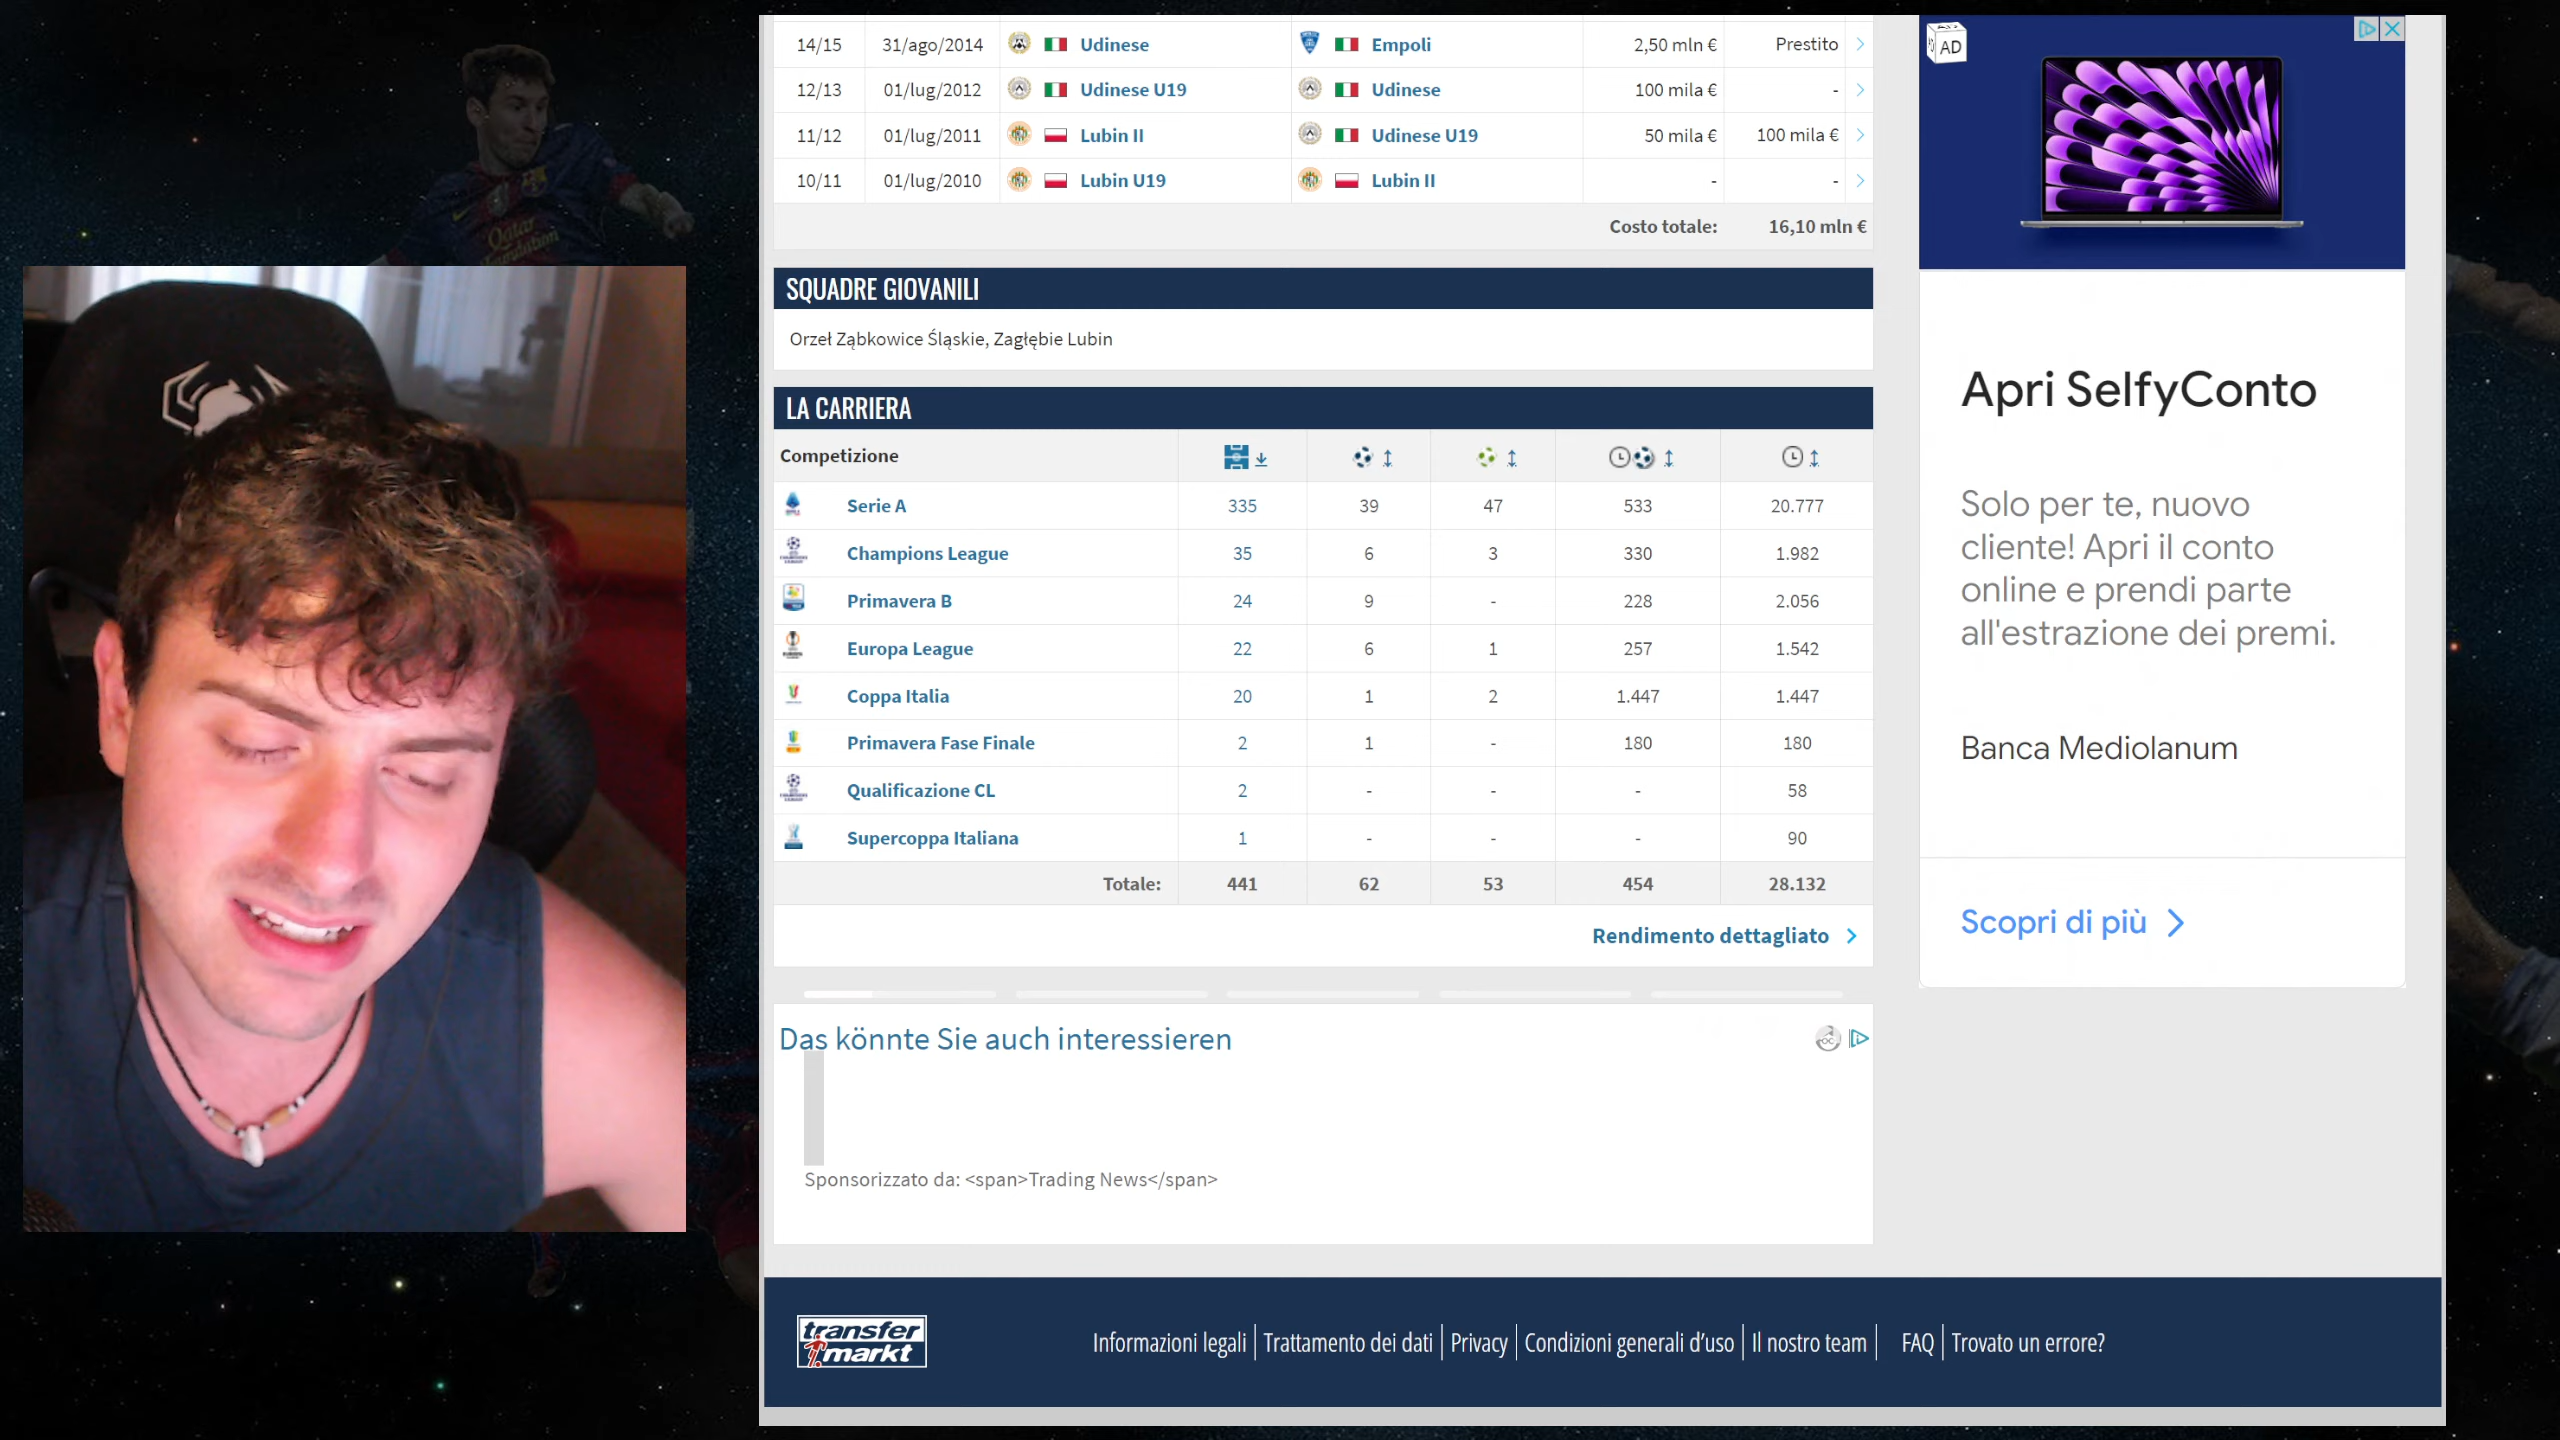 14/15 31/ago/2014 Udinese Empoli 2,50 mln € Prestito
12/13 01/lug/2012 Udinese U19 Udinese 100 mila € -
11/12 01/lug/2011 Lubin II Udinese U19 50 mila € 100 mila €
10/11 01/lug/2010 Lubin U19 Lubin II - -
Costo totale: 16,10 mln €
SQUADRE GIOVANILI
Orzeł Ząbkowice Śląskie, Zagłębie Lubin
LA CARRIERA
Competizione
Serie A 335 39 47 533 20.777
Champions League 35 6 3 330 1.982
Primavera B 24 9 - 228 2.056
Europa League 22 6 1 257 1.542
Coppa Italia 20 1 2 1.447 1.447
Primavera Fase Finale 2 1 - 180 180
Qualificazione CL 2 - - - 58
Supercoppa Italiana 1 - - - 90
Totale: 441 62 53 454 28.132
Rendimento dettagliato
Das könnte Sie auch interessieren
Sponsorizzato da: <span>Trading News</span>
transfer
markt
Informazioni legali | Trattamento dei dati | Privacy | Condizioni generali d'uso | Il nostro team | FAQ | Trovato un errore?
AD
Apri SelfyConto
Solo per te, nuovo
cliente! Apri il conto
online e prendi parte
all'estrazione dei premi.
Banca Mediolanum
Scopri di più
Qatar
Foundation